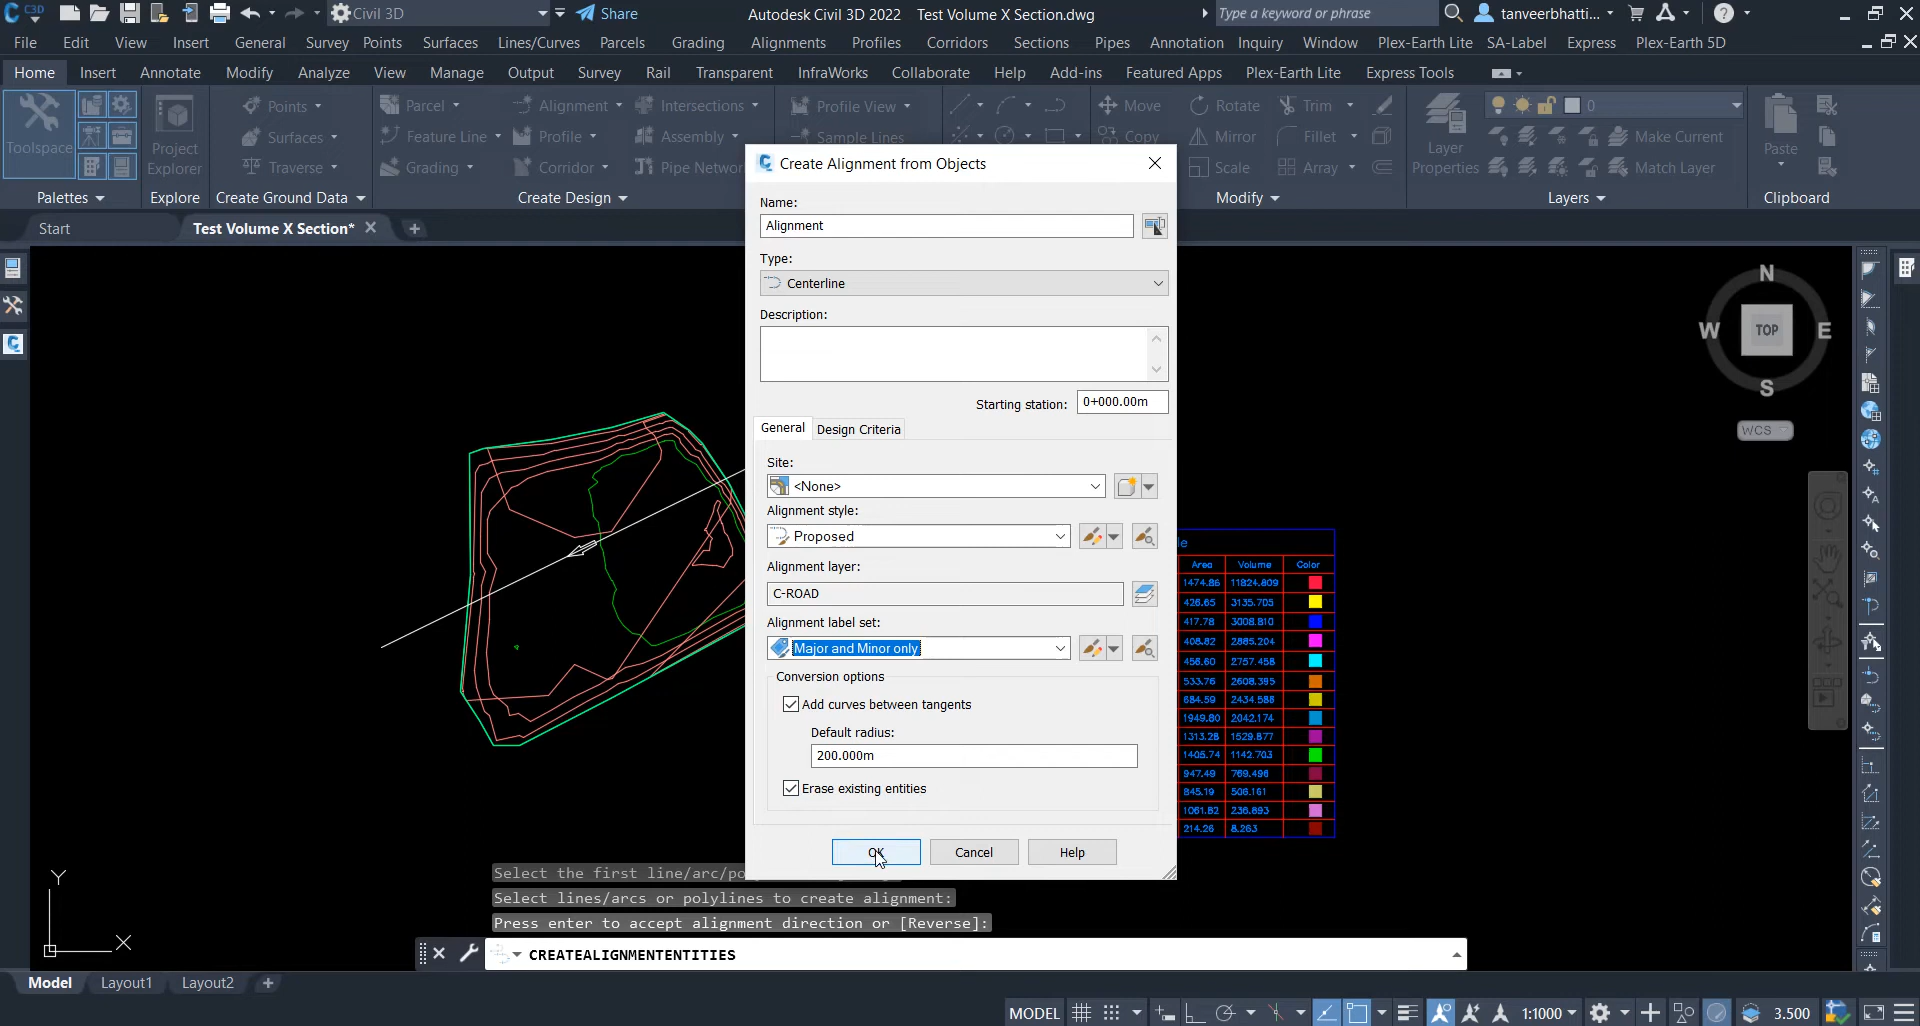 C3D
Civil 3D
Share
Autodesk Civil 3D 2022 Test Volume X Section.dwg
Type a keyword or phrase
tanveerbhatti...
File Edit View Insert General Survey Points Surfaces Lines/Curves Parcels Grading Alignments Profiles Corridors Sections Pipes Annotation Inquiry Window Plex-Earth Lite SA-Label Express Plex-Earth 5D
Home Insert Annotate Modify Analyze View Manage Output Survey Rail Transparent InfraWorks Collaborate Help Add-ins Featured Apps Plex-Earth Lite Express Tools
Points Parcel Alignment Intersections Profile View Move Rotate Trim 0
Toolspace Project Explorer Surfaces Feature Line Profile Assembly Sample Lines Copy Mirror Fillet Layer Properties Make Current Paste
Traverse Grading Corridor Pipe Networ Scale Array Match Layer
Palettes Explore Create Ground Data Create Design Modify Layers Clipboard
Start Test Volume X Section*
Create Alignment from Objects
Name:
Alignment
Type:
Centerline
Description:
Starting station: 0+000.00m
General Design Criteria
Site:
<None>
Alignment style:
Proposed
Alignment layer:
C-ROAD
Alignment label set:
Major and Minor only
Conversion options
Add curves between tangents
Default radius:
200.000m
Erase existing entities
OK Cancel Help
N
W TOP E
S
WCS
le
Area Volume Color
1474.86 11824.809
426.65 3135.705
417.78 3008.810
408.82 2885.204
456.60 2757.458
533.76 2608.395
684.59 2434.586
1949.80 2042.174
1313.28 1529.877
1405.74 1142.703
947.49 769.496
845.19 506.161
1061.82 236.893
214.26 8.263
Y
X
Select the first line/arc/po
Select lines/arcs or polylines to create alignment:
Press enter to accept alignment direction or [Reverse]:
CREATEALIGNMENTENTITIES
Model Layout1 Layout2
MODEL 1:1000 3.500